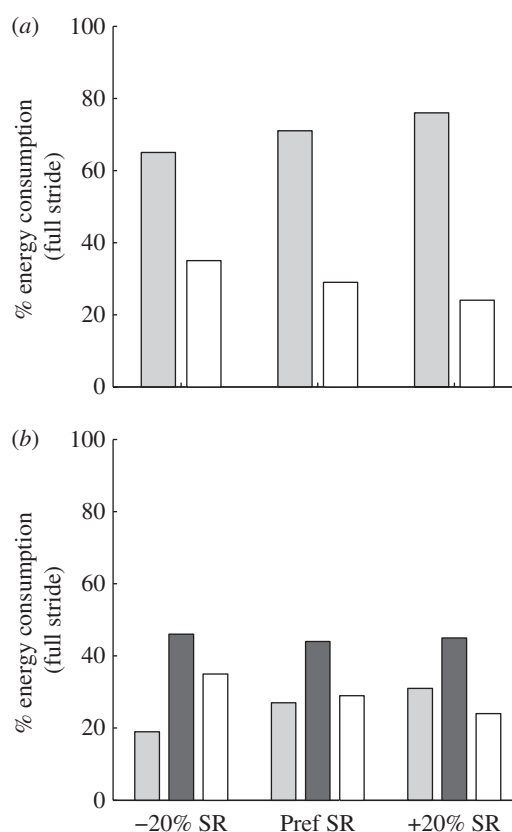 (a)
100
80
60
40
20
0
% energy consumption
(full stride)
(b)
100
80
60
40
20
0
% energy consumption
(full stride)
−20% SR Pref SR +20% SR